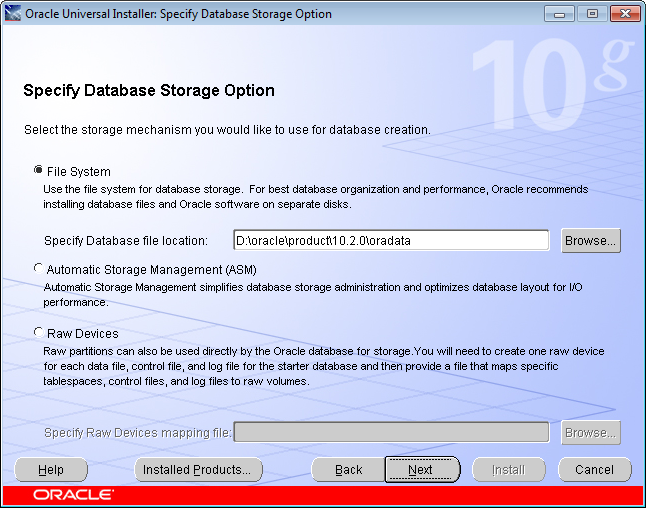 Oracle Universal Installer: Specify Database Storage Option
10g
Specify Database Storage Option
Select the storage mechanism you would like to use for database creation.
File System
Use the file system for database storage. For best database organization and performance, Oracle recommends
installing database files and Oracle software on separate disks.
Specify Database file location: D:\oracle\product\10.2.0\oradata Browse...
Automatic Storage Management (ASM)
Automatic Storage Management simplifies database storage administration and optimizes database layout for I/O
performance.
Raw Devices
Raw partitions can also be used directly by the Oracle database for storage.You will need to create one raw device
for each data file, control file, and log file for the starter database and then provide a file that maps specific
tablespaces, control files, and log files to raw volumes.
Specify Raw Devices mapping file: Browse...
Help Installed Products... Back Next Install Cancel
ORACLE